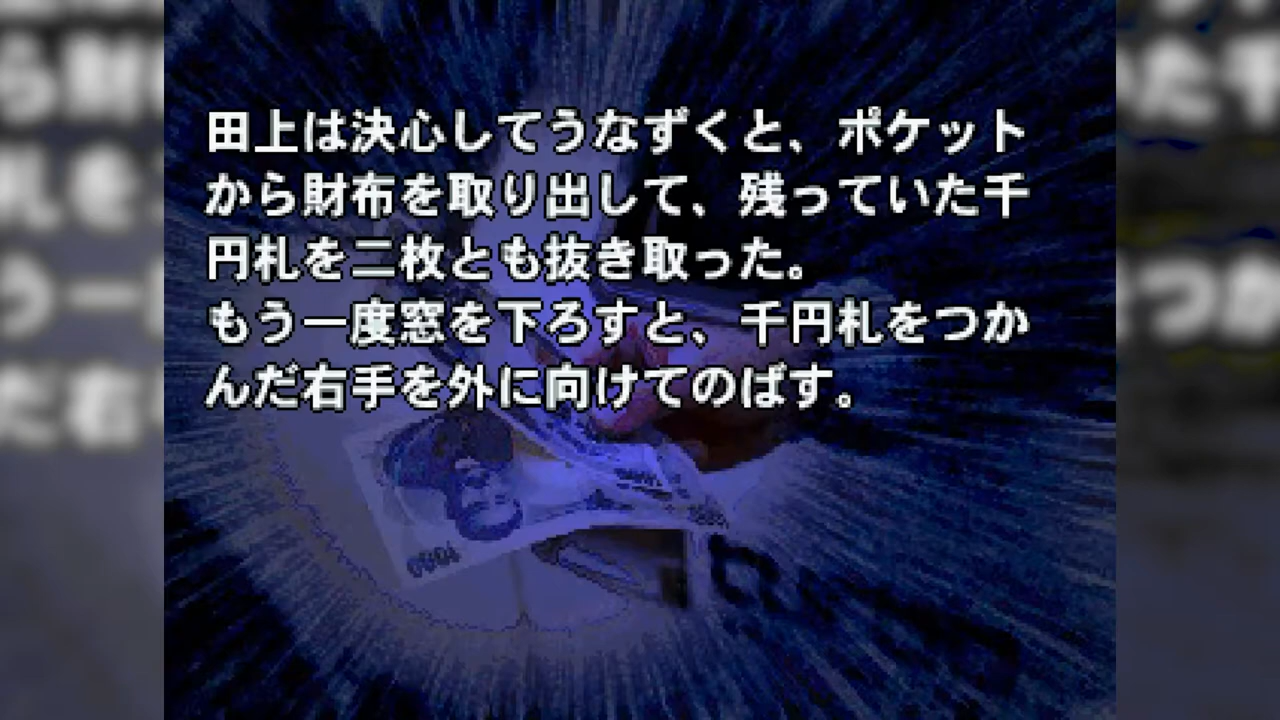 田上は決心してうなずくと、ポケット
から財布を取り出して、残っていた千
円札を二枚とも抜き取った。
もう一度窓を下ろすと、千円札をつか
んだ右手を外に向けてのばす。
1000